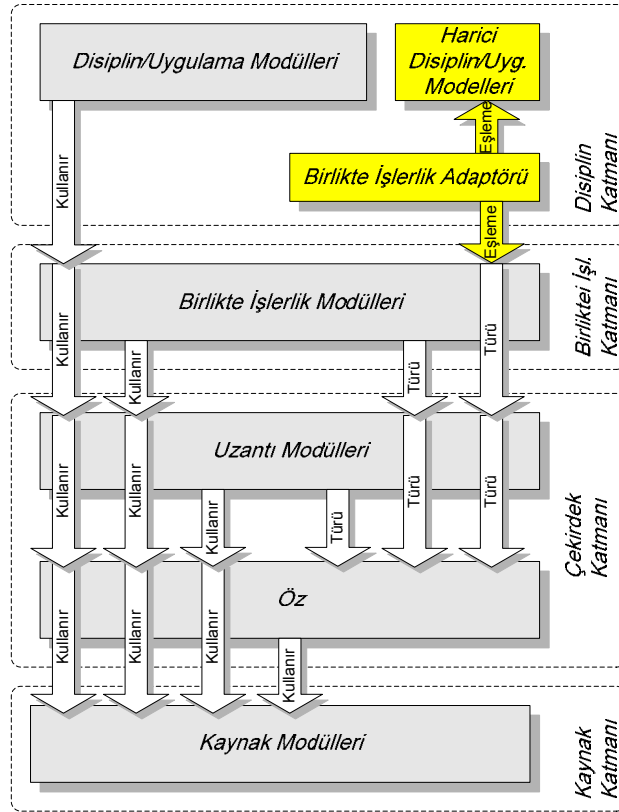 Disiplin/Uygulama Modülleri
Harici
Disiplin/Uyg.
Modelleri
Eşleme
Birlikte İşlerlik Adaptörü
Kullanır
Eşleme
Disiplin
Katmanı
Birlikte İşlerlik Modülleri
Kullanır
Kullanır
Türü
Türü
Birliktei İşl.
Katmanı
Uzantı Modülleri
Kullanır
Kullanır
Kullanır
Türü
Türü
Türü
Öz
Çekirdek
Katmanı
Kullanır
Kullanır
Kullanır
Kullanır
Kaynak Modülleri
Kaynak
Katmanı